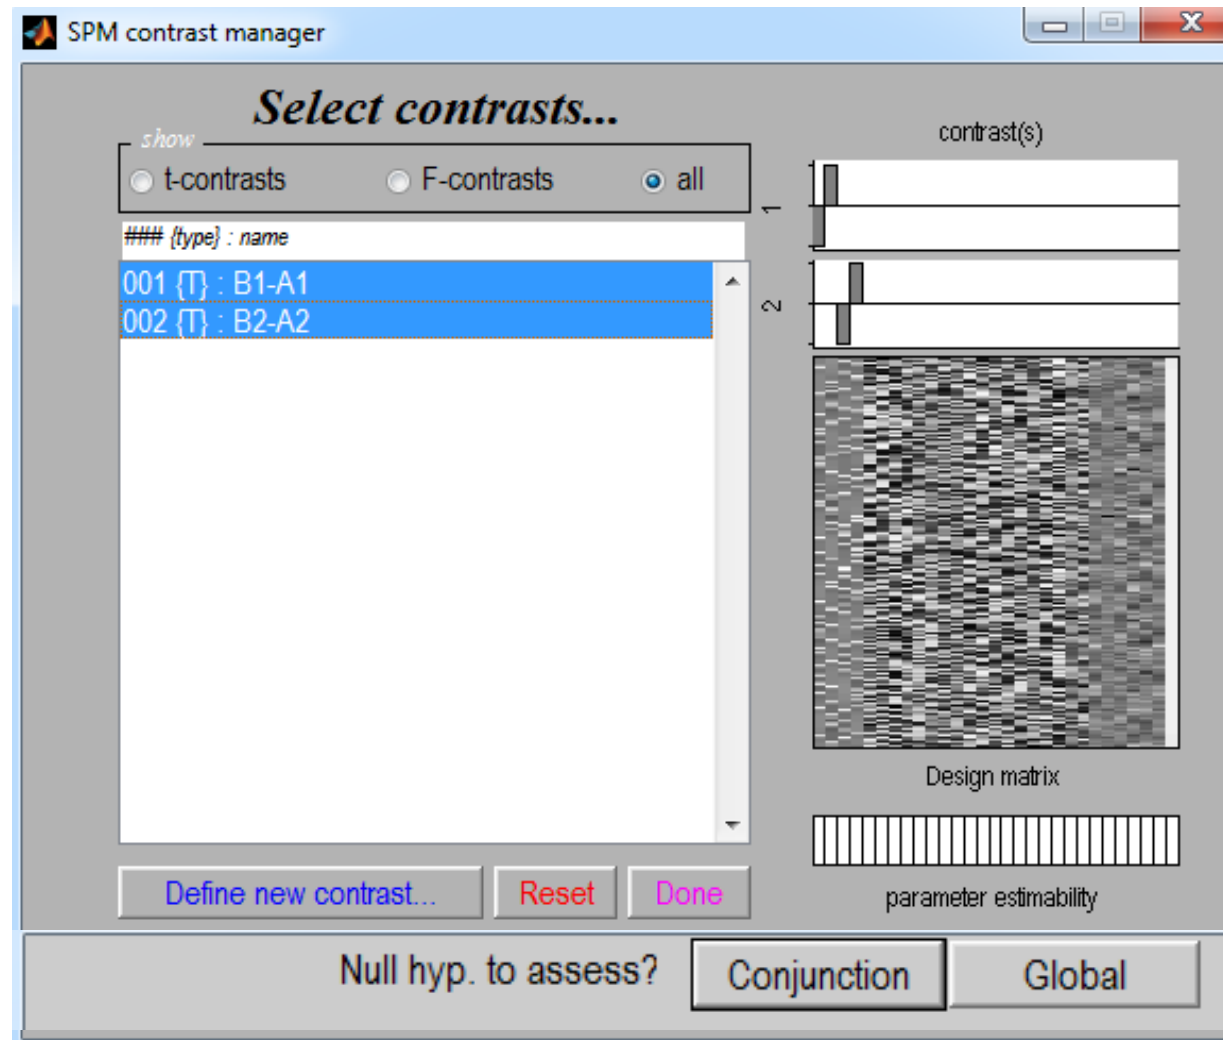 SPM contrast manager
Select contrasts...
show
t-contrasts F-contrasts all
### {type} : name
001 {T} : B1-A1
002 {T} : B2-A2
contrast(s)
1
2
Design matrix
parameter estimability
Define new contrast... Reset Done
Null hyp. to assess? Conjunction Global